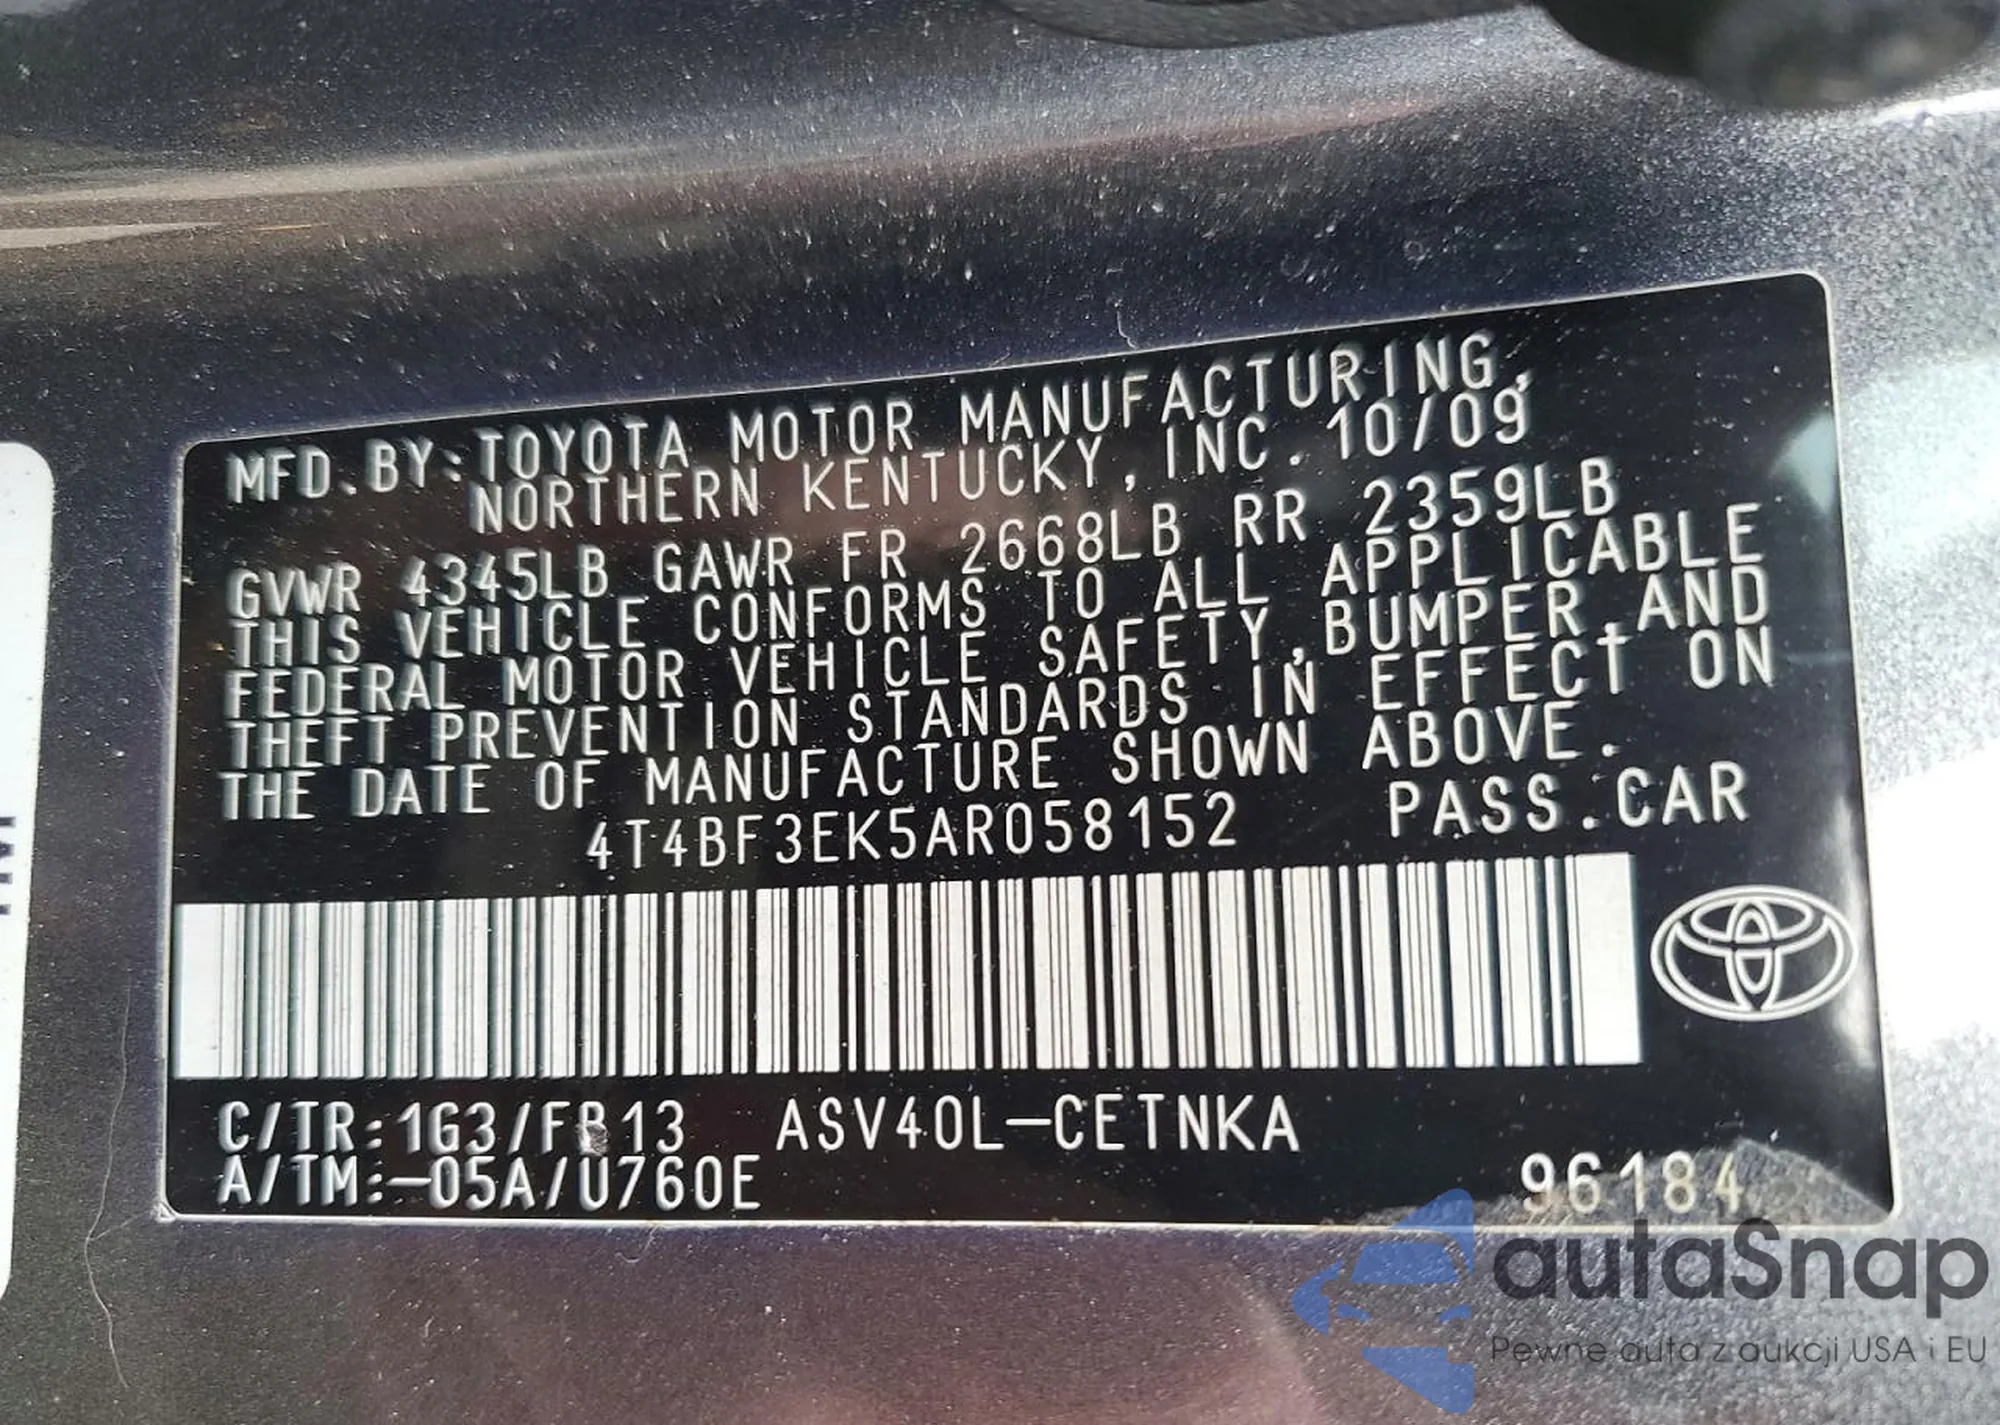 MFD.BY:TOYOTA MOTOR MANUFACTURING,
NORTHERN KENTUCKY, INC. 10/09
GVWR 4345LB GAWR FR 2668LB RR 2359LB
THIS VEHICLE CONFORMS TO ALL APPLICABLE
FEDERAL MOTOR VEHICLE SAFETY,BUMPER,AND
THEFT PREVENTION STANDARDS IN EFFECT ON
THE DATE OF MANUFACTURE SHOWN ABOVE.
4T4BF3EK5AR058152 PASS.CAR
C/TR:1G3/FB13 ASV40L-CETNKA
A/TM:-05A/U760E 96184
autaSnap
Pewne auta z aukcji USA i EU